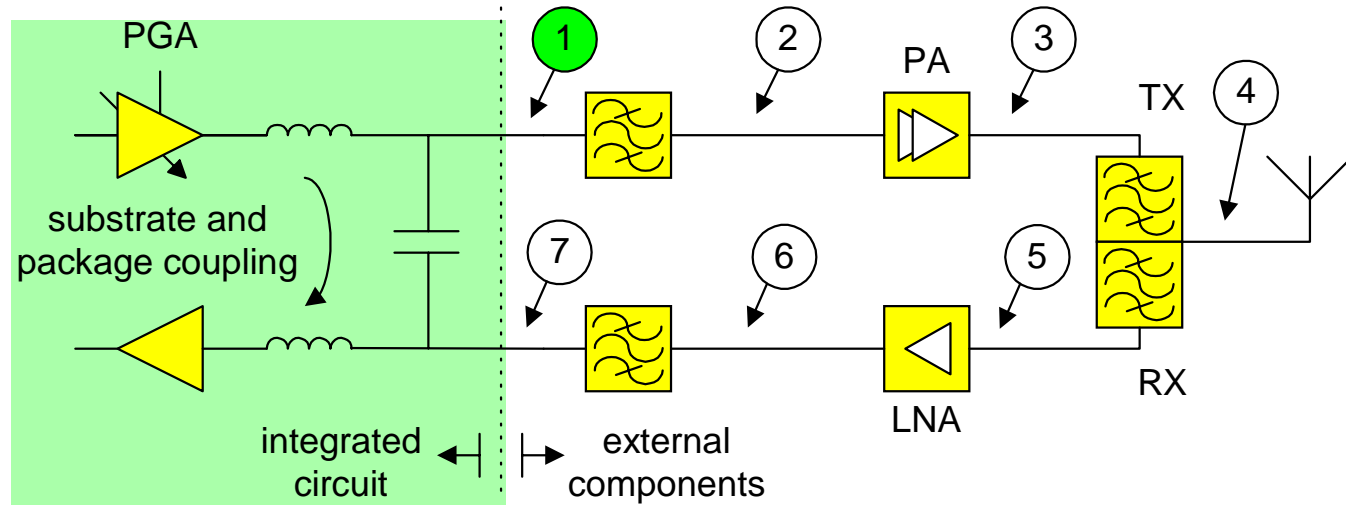 PGA
1
2
PA
3
TX
4
substrate and
package coupling
7
6
5
RX
LNA
integrated
circuit
external
components